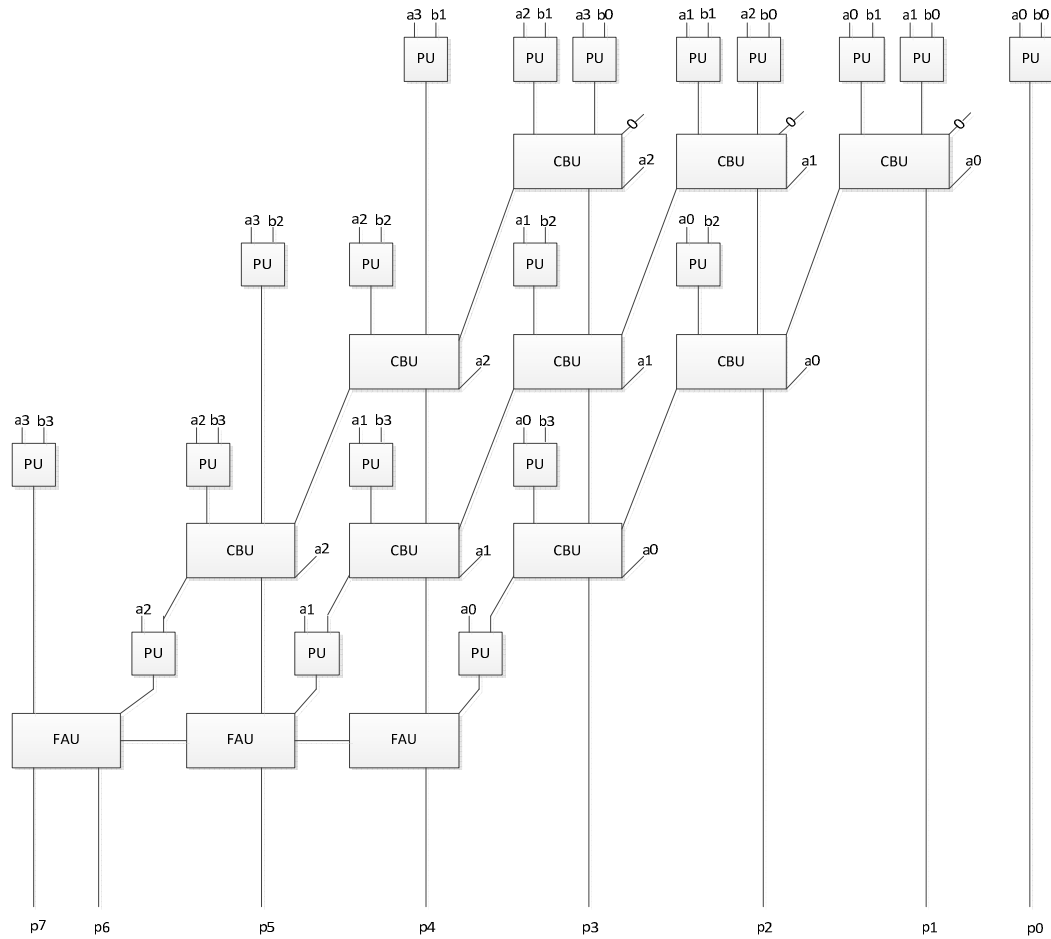 a3 b1 a2 b1 a3 b0 a1 b1 a2 b0 a0 b1 a1 b0 a0 b0
PU PU PU PU PU PU PU PU
0 0 0
CBU a2 CBU a1 CBU a0
a3 b2 a2 b2 a1 b2 a0 b2
PU PU PU PU
CBU a2 CBU a1 CBU a0
a3 b3 a2 b3 a1 b3 a0 b3
PU PU PU PU
CBU a2 CBU a1 CBU a0
a2 a1 a0
PU PU PU
FAU FAU FAU
p7 p6 p5 p4 p3 p2 p1 p0